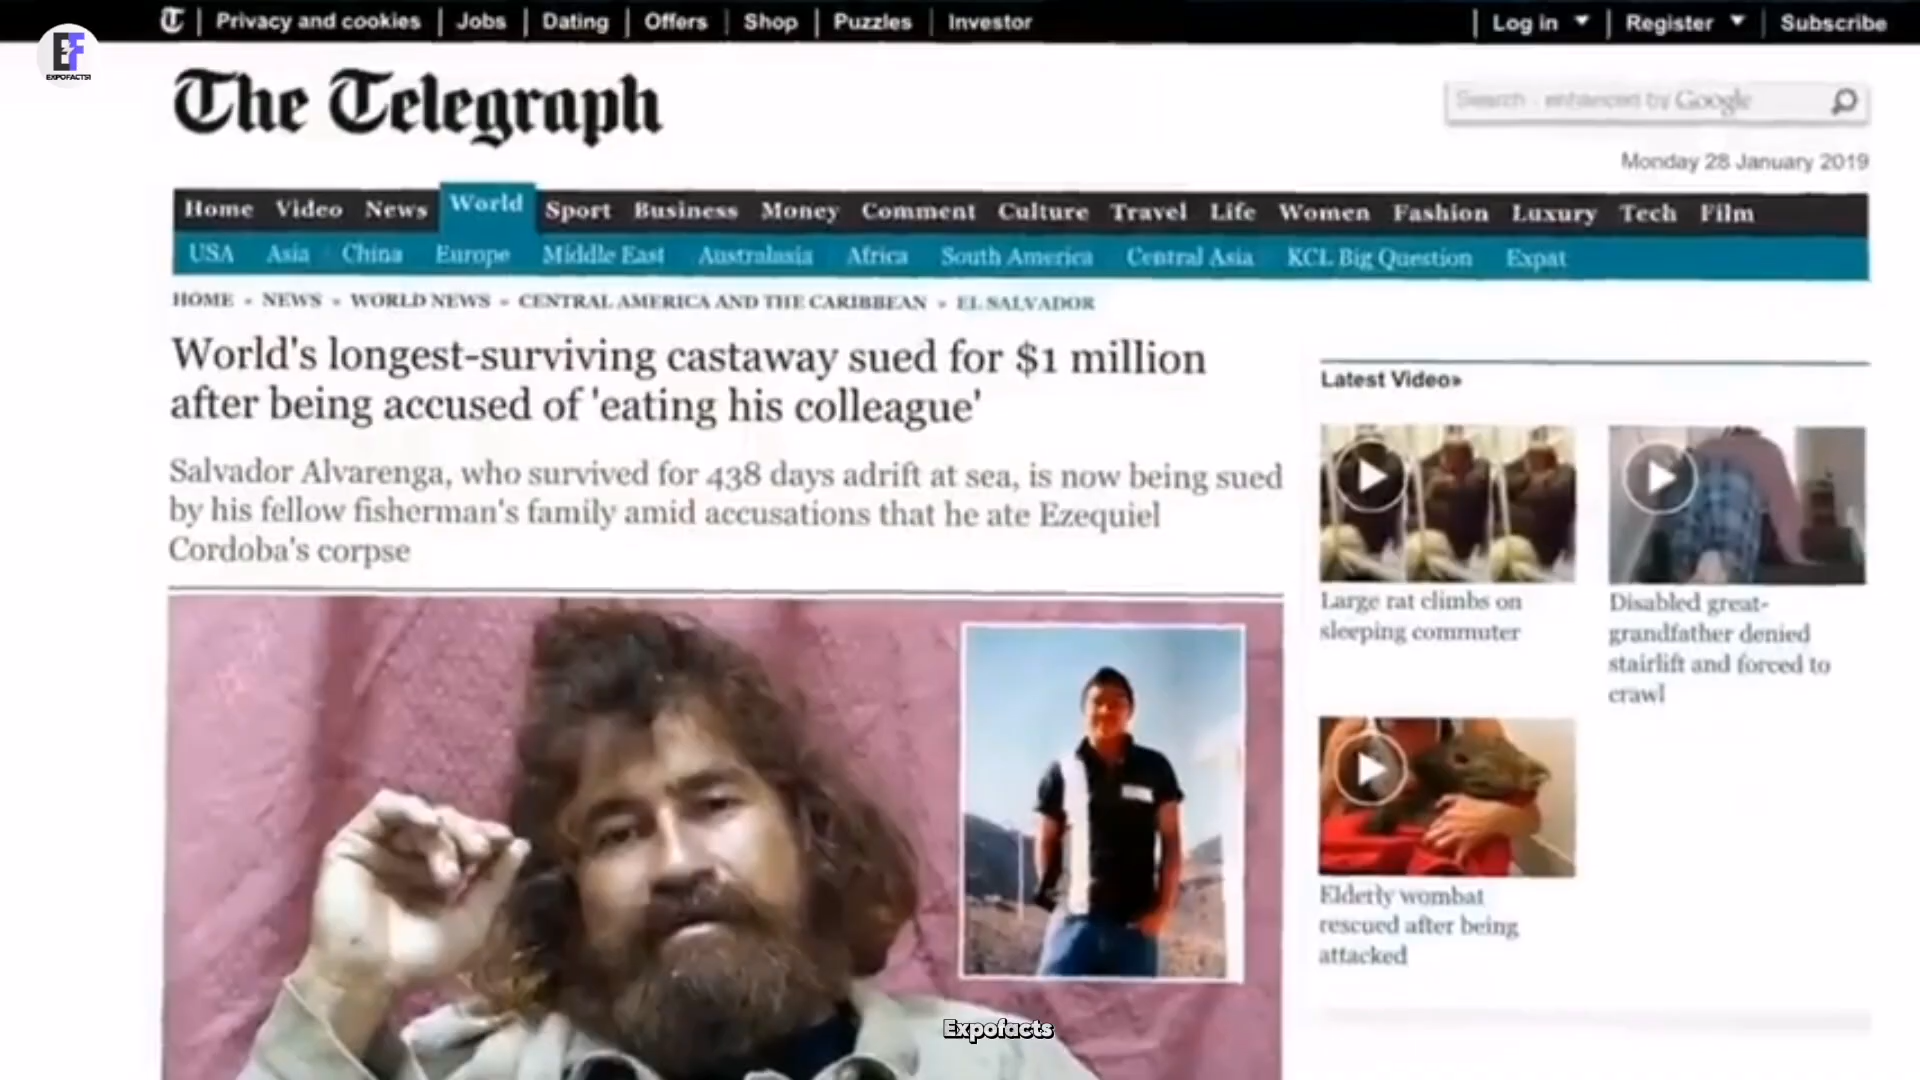 Privacy and cookies | Jobs | Dating | Offers | Shop | Puzzles | Investor
Log in | Register | Subscribe
EF
EXPOFACTS!
The Telegraph
Search - enhanced by Google
Monday 28 January 2019
Home Video News World Sport Business Money Comment Culture Travel Life Women Fashion Luxury Tech Film
USA Asia China Europe Middle East Australasia Africa South America Central Asia KCL Big Question Expat
HOME » NEWS » WORLD NEWS » CENTRAL AMERICA AND THE CARIBBEAN » EL SALVADOR
World's longest-surviving castaway sued for $1 million
after being accused of 'eating his colleague'
Salvador Alvarenga, who survived for 438 days adrift at sea, is now being sued
by his fellow fisherman's family amid accusations that he ate Ezequiel
Cordoba's corpse
Latest Video»
Large rat climbs on
sleeping commuter
Disabled great-
grandfather denied
stairlift and forced to
crawl
Elderly wombat
rescued after being
attacked
Expofacts